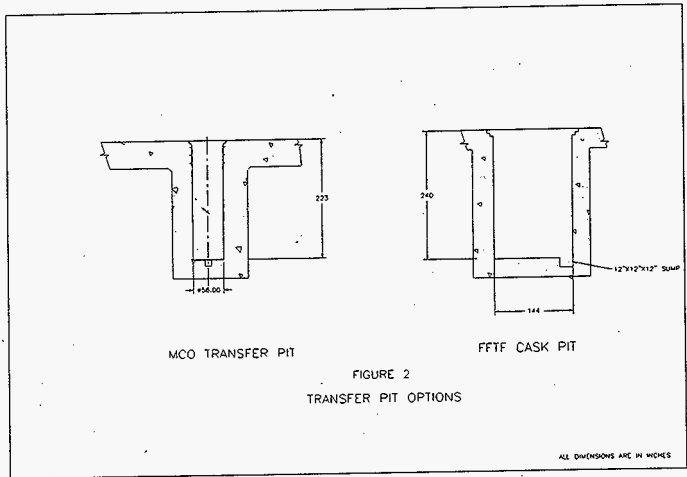 223
240
12"X12"X12" SUMP
ø56.00
144
MCO TRANSFER PIT
FFTF CASK PIT
FIGURE 2
TRANSFER PIT OPTIONS
ALL DIMENSIONS ARE IN INCHES